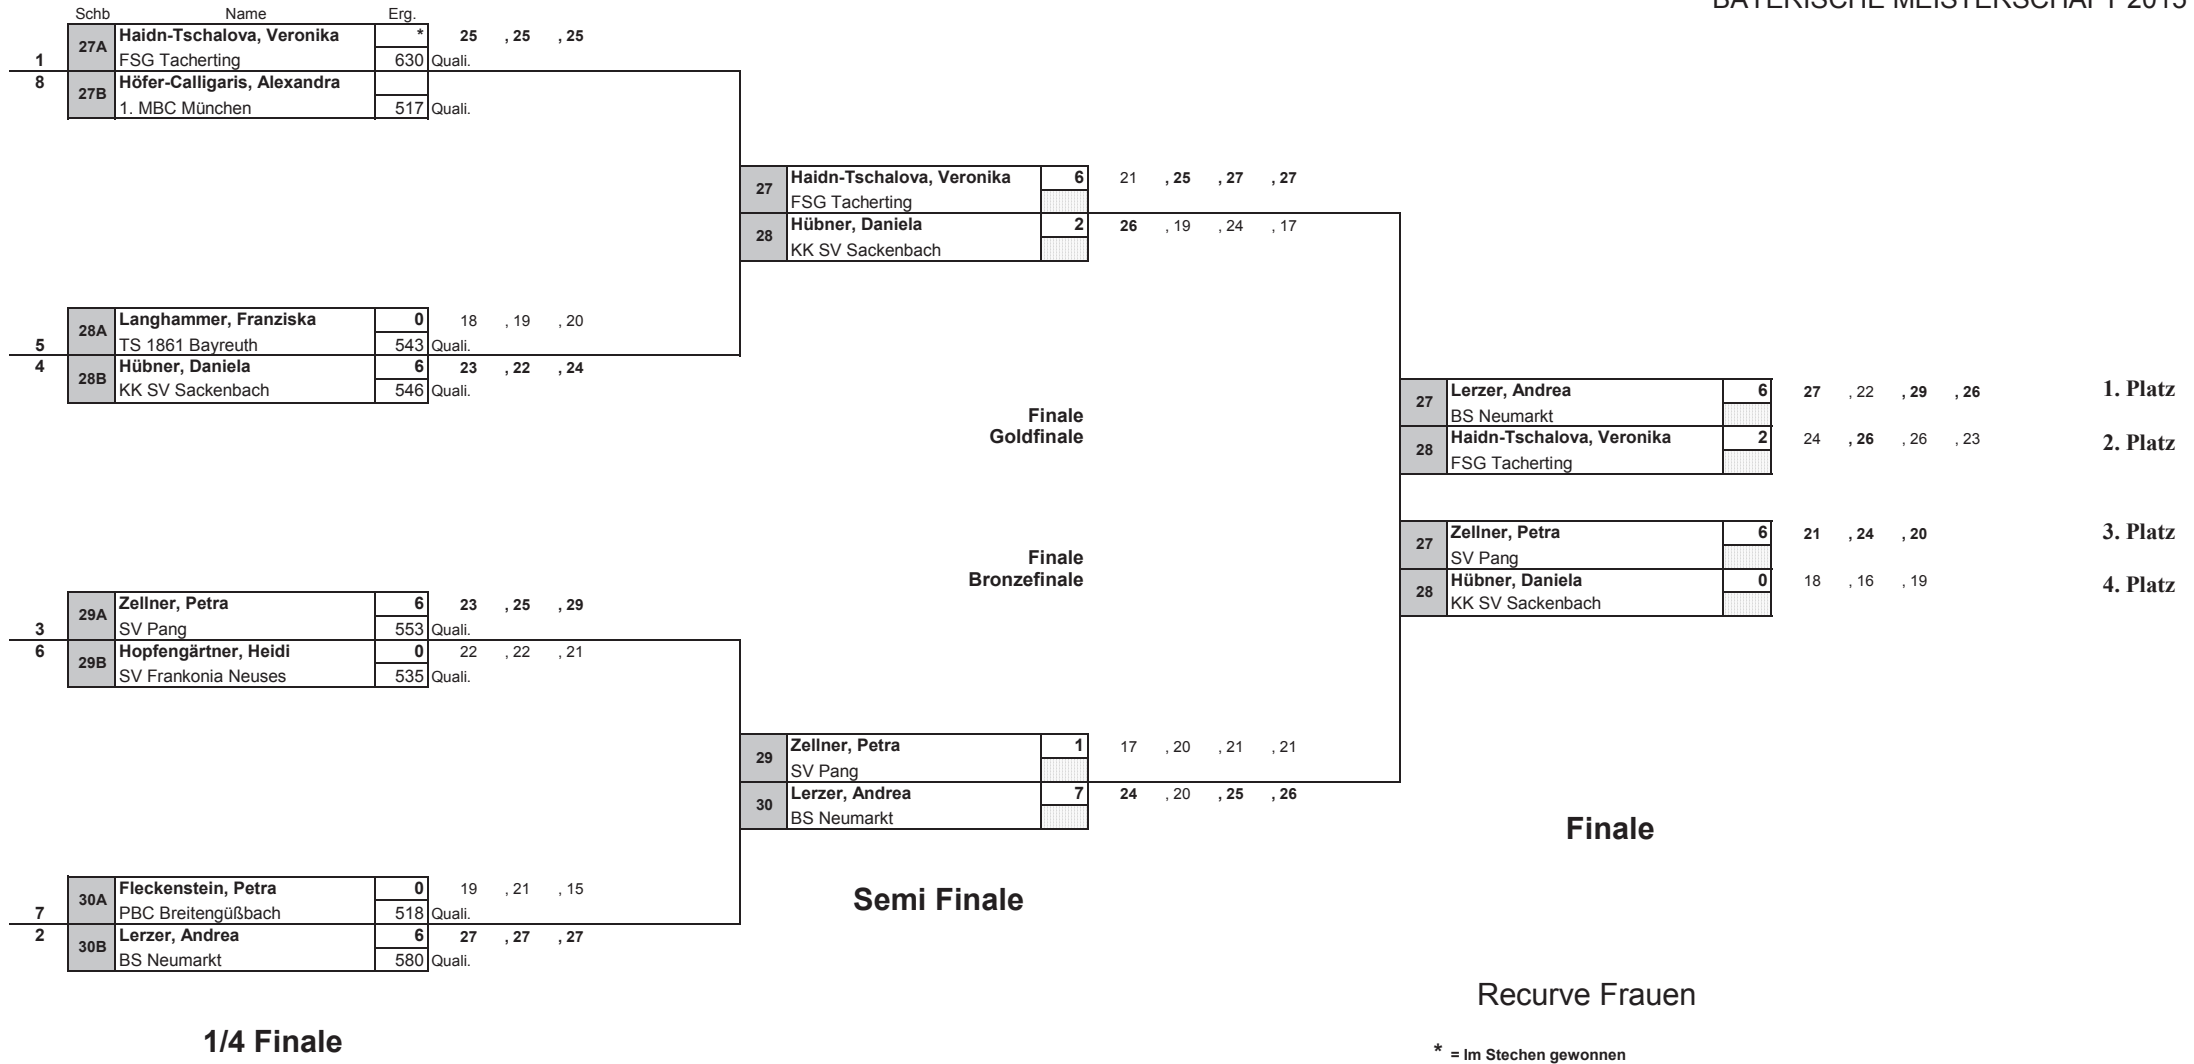 BAYERISCHE MEISTERSCHAFT 2015
Schb Name Erg.
27A Haidn-Tschalova, Veronika * 25 , 25 , 25
1 FSG Tacherting 630 Quali.
8 27B Höfer-Calligaris, Alexandra
1. MBC München 517 Quali.
27 Haidn-Tschalova, Veronika 6 21 , 25 , 27 , 27
FSG Tacherting
28 Hübner, Daniela 2 26 , 19 , 24 , 17
KK SV Sackenbach
28A Langhammer, Franziska 0 18 , 19 , 20
5 TS 1861 Bayreuth 543 Quali.
4 28B Hübner, Daniela 6 23 , 22 , 24
KK SV Sackenbach 546 Quali.
Finale
Goldfinale
27 Lerzer, Andrea 6 27 , 22 , 29 , 26 1. Platz
BS Neumarkt
28 Haidn-Tschalova, Veronika 2 24 , 26 , 26 , 23 2. Platz
FSG Tacherting
Finale
Bronzefinale
27 Zellner, Petra 6 21 , 24 , 20 3. Platz
SV Pang
28 Hübner, Daniela 0 18 , 16 , 19 4. Platz
KK SV Sackenbach
29A Zellner, Petra 6 23 , 25 , 29
3 SV Pang 553 Quali.
6 29B Hopfengärtner, Heidi 0 22 , 22 , 21
SV Frankonia Neuses 535 Quali.
29 Zellner, Petra 1 17 , 20 , 21 , 21
SV Pang
30 Lerzer, Andrea 7 24 , 20 , 25 , 26
BS Neumarkt
Finale
30A Fleckenstein, Petra 0 19 , 21 , 15
7 PBC Breitengüßbach 518 Quali.
2 30B Lerzer, Andrea 6 27 , 27 , 27
BS Neumarkt 580 Quali.
Semi Finale
Recurve Frauen
1/4 Finale
* = Im Stechen gewonnen